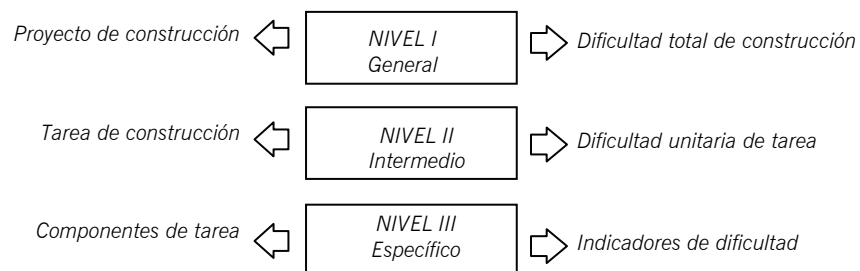 Proyecto de construcción
NIVEL I
General
Dificultad total de construcción
Tarea de construcción
NIVEL II
Intermedio
Dificultad unitaria de tarea
Componentes de tarea
NIVEL III
Específico
Indicadores de dificultad